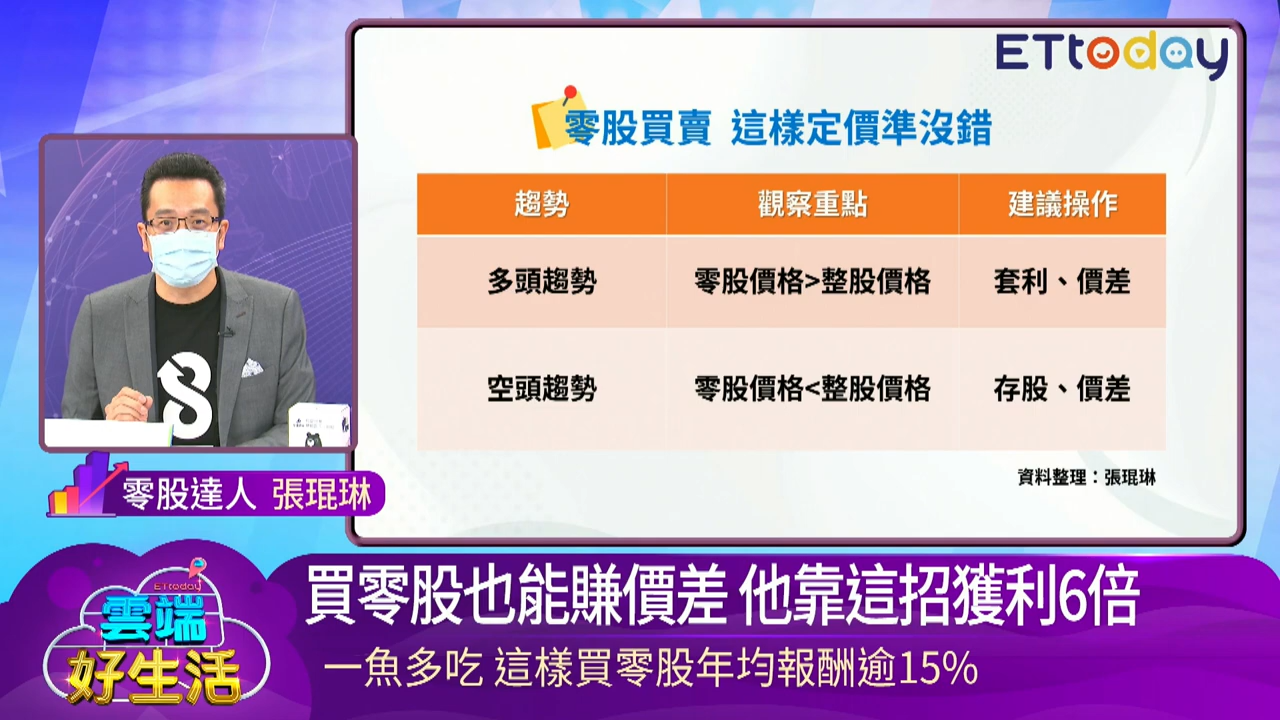 ETtoday
零股買賣 這樣定價準沒錯
趨勢 觀察重點 建議操作
多頭趨勢 零股價格>整股價格 套利、價差
空頭趨勢 零股價格<整股價格 存股、價差
資料整理：張琨琳
零股達人 張琨琳
ETtoday
雲端
好生活
買零股也能賺價差 他靠這招獲利6倍
一魚多吃 這樣買零股年均報酬逾15%